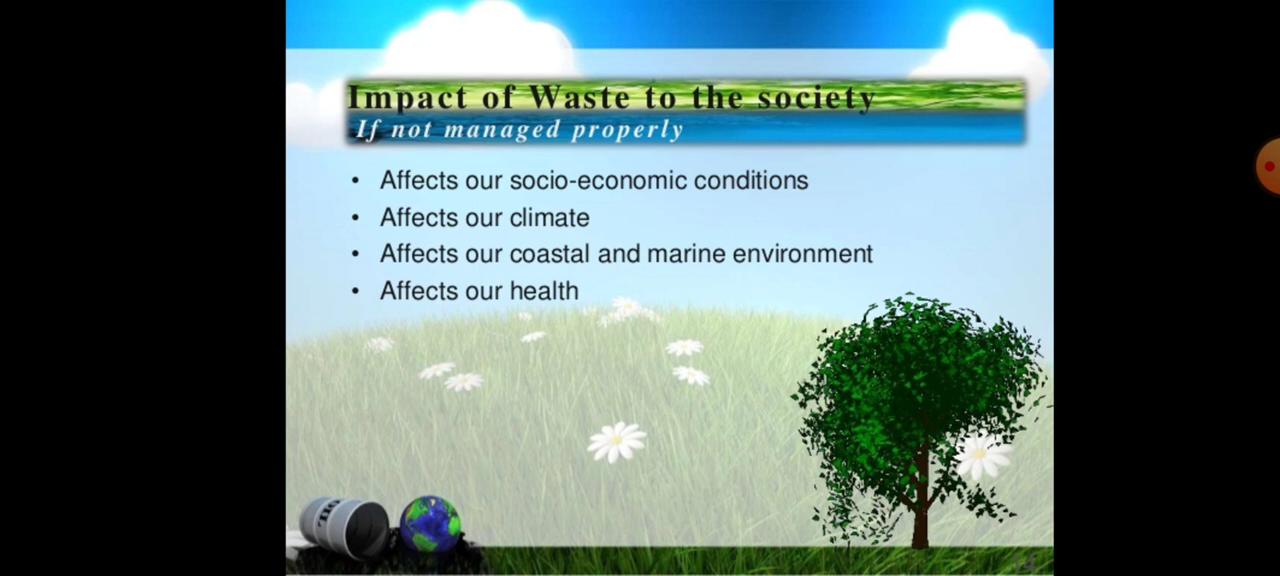 Impact of Waste to the society
If not managed properly
• Affects our socio-economic conditions
• Affects our climate
• Affects our coastal and marine environment
• Affects our health
OIL